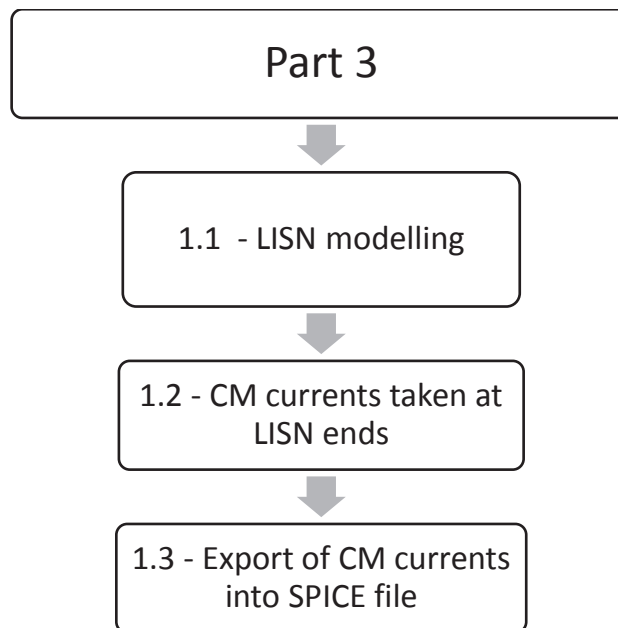 Part 3
1.1 - LISN modelling
1.2 - CM currents taken at
LISN ends
1.3 - Export of CM currents
into SPICE file